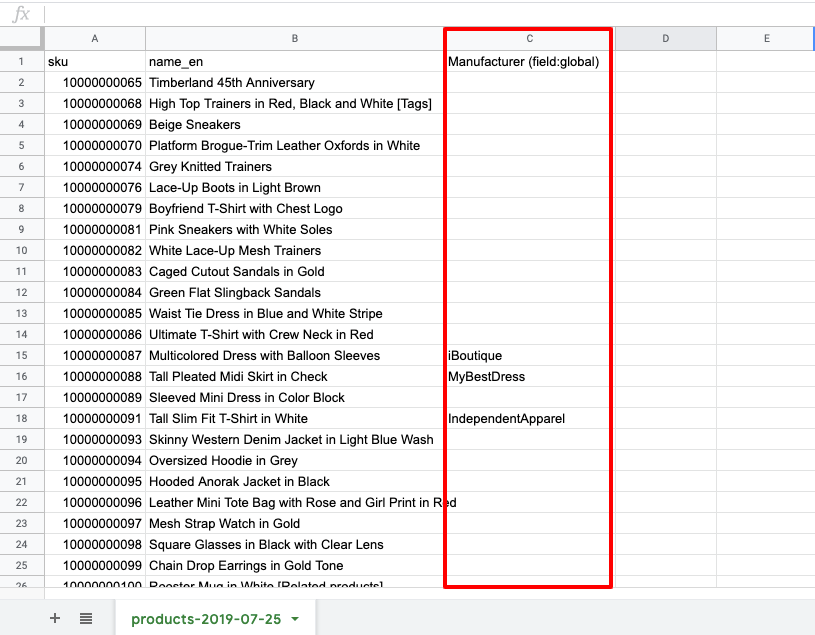 fx
A B C D E
1 sku name_en Manufacturer (field:global)
2 10000000065 Timberland 45th Anniversary
3 10000000068 High Top Trainers in Red, Black and White [Tags]
4 10000000069 Beige Sneakers
5 10000000070 Platform Brogue-Trim Leather Oxfords in White
6 10000000074 Grey Knitted Trainers
7 10000000076 Lace-Up Boots in Light Brown
8 10000000079 Boyfriend T-Shirt with Chest Logo
9 10000000081 Pink Sneakers with White Soles
10 10000000082 White Lace-Up Mesh Trainers
11 10000000083 Caged Cutout Sandals in Gold
12 10000000084 Green Flat Slingback Sandals
13 10000000085 Waist Tie Dress in Blue and White Stripe
14 10000000086 Ultimate T-Shirt with Crew Neck in Red
15 10000000087 Multicolored Dress with Balloon Sleeves iBoutique
16 10000000088 Tall Pleated Midi Skirt in Check MyBestDress
17 10000000089 Sleeved Mini Dress in Color Block
18 10000000091 Tall Slim Fit T-Shirt in White IndependentApparel
19 10000000093 Skinny Western Denim Jacket in Light Blue Wash
20 10000000094 Oversized Hoodie in Grey
21 10000000095 Hooded Anorak Jacket in Black
22 10000000096 Leather Mini Tote Bag with Rose and Girl Print in Red
23 10000000097 Mesh Strap Watch in Gold
24 10000000098 Square Glasses in Black with Clear Lens
25 10000000099 Chain Drop Earrings in Gold Tone
26 10000000100 Rooster Mug in White [Related products]
products-2019-07-25